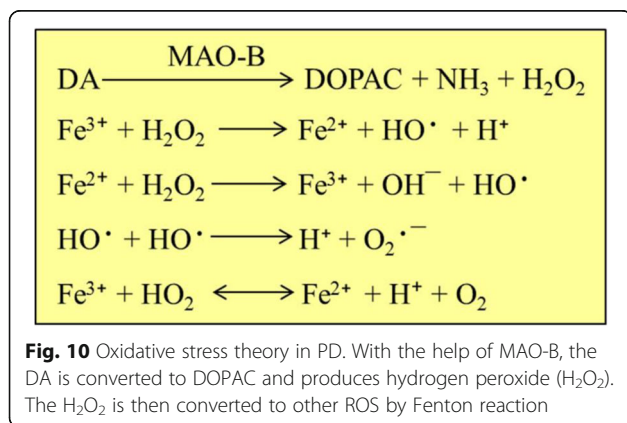 MAO-B
DA ⟶ DOPAC + NH₃ + H₂O₂
Fe³⁺ + H₂O₂ ⟶ Fe²⁺ + HO• + H⁺
Fe²⁺ + H₂O₂ ⟶ Fe³⁺ + OH⁻ + HO•
HO• + HO• ⟶ H⁺ + O₂•⁻
Fe³⁺ + HO₂ ⟷ Fe²⁺ + H⁺ + O₂
Fig. 10 Oxidative stress theory in PD. With the help of MAO-B, the
DA is converted to DOPAC and produces hydrogen peroxide (H₂O₂).
The H₂O₂ is then converted to other ROS by Fenton reaction